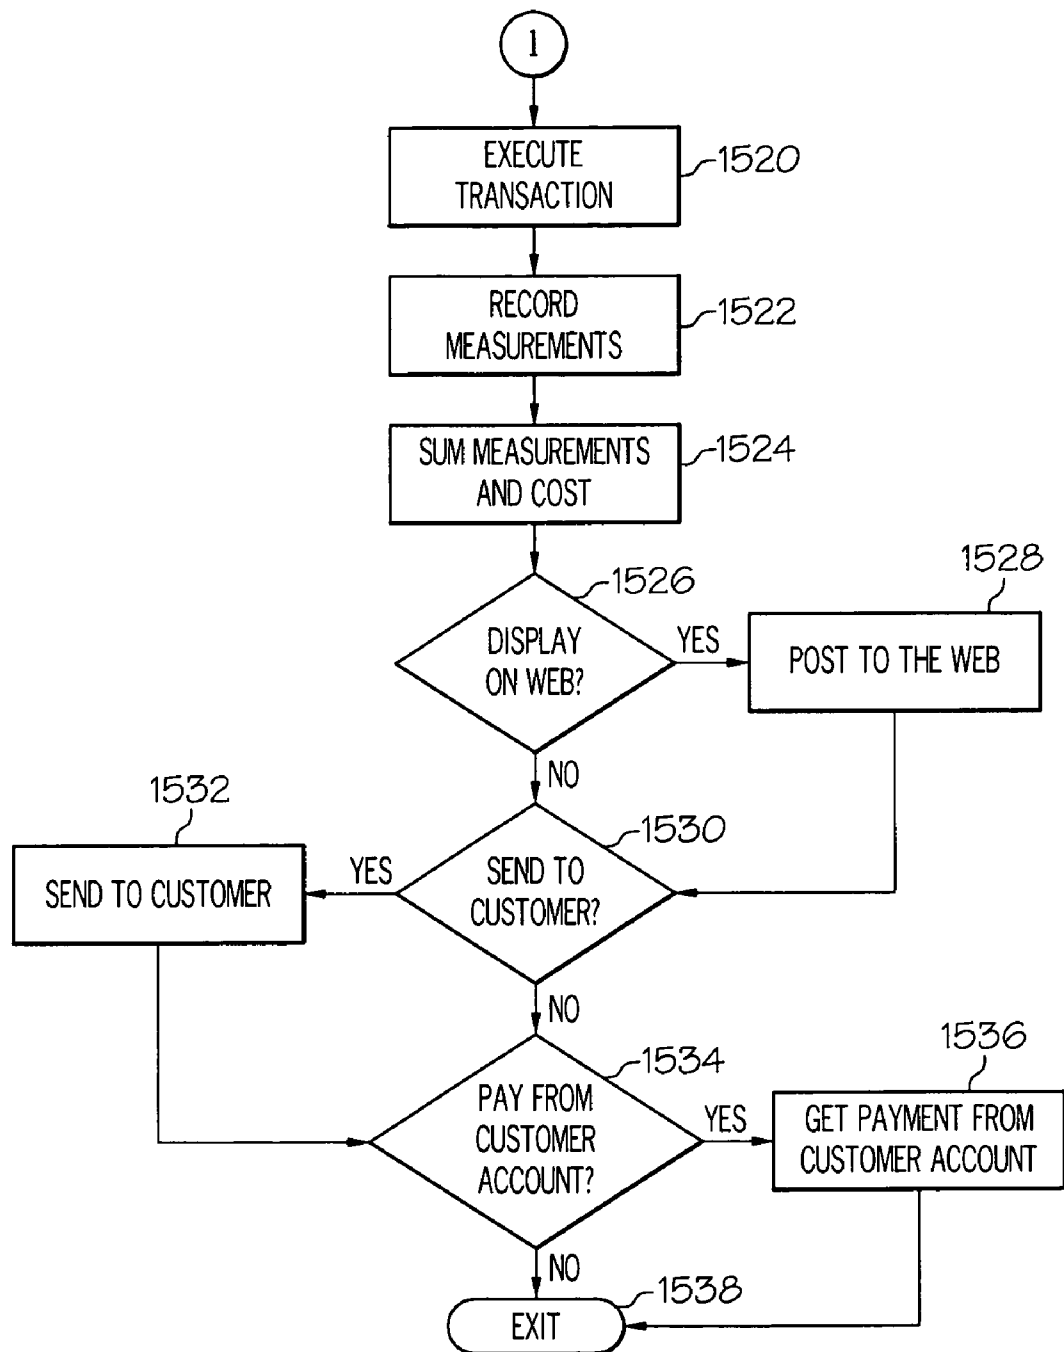 1
EXECUTE
TRANSACTION
1520
RECORD
MEASUREMENTS
1522
SUM MEASUREMENTS
AND COST
1524
1526
DISPLAY
ON WEB?
YES
1528
POST TO THE WEB
NO
1530
SEND TO
CUSTOMER?
YES
1532
SEND TO CUSTOMER
NO
1534
PAY FROM
CUSTOMER
ACCOUNT?
YES
1536
GET PAYMENT FROM
CUSTOMER ACCOUNT
NO
1538
EXIT